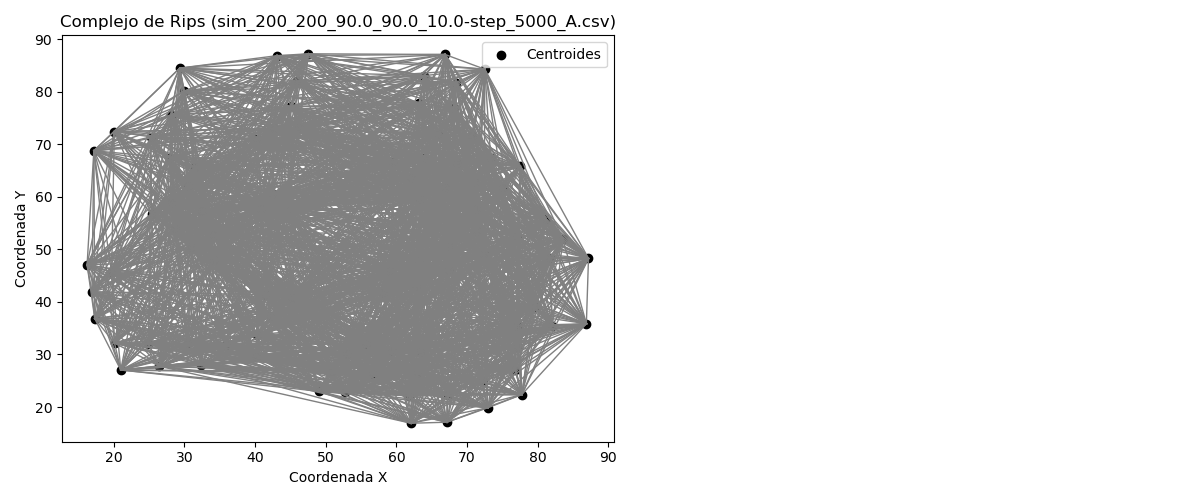 Complejo de Rips (sim_200_200_90.0_90.0_10.0-step_5000_A.csv)
Centroides
Coordenada Y
90
80
70
60
50
40
30
20
20 30 40 50 60 70 80 90
Coordenada X